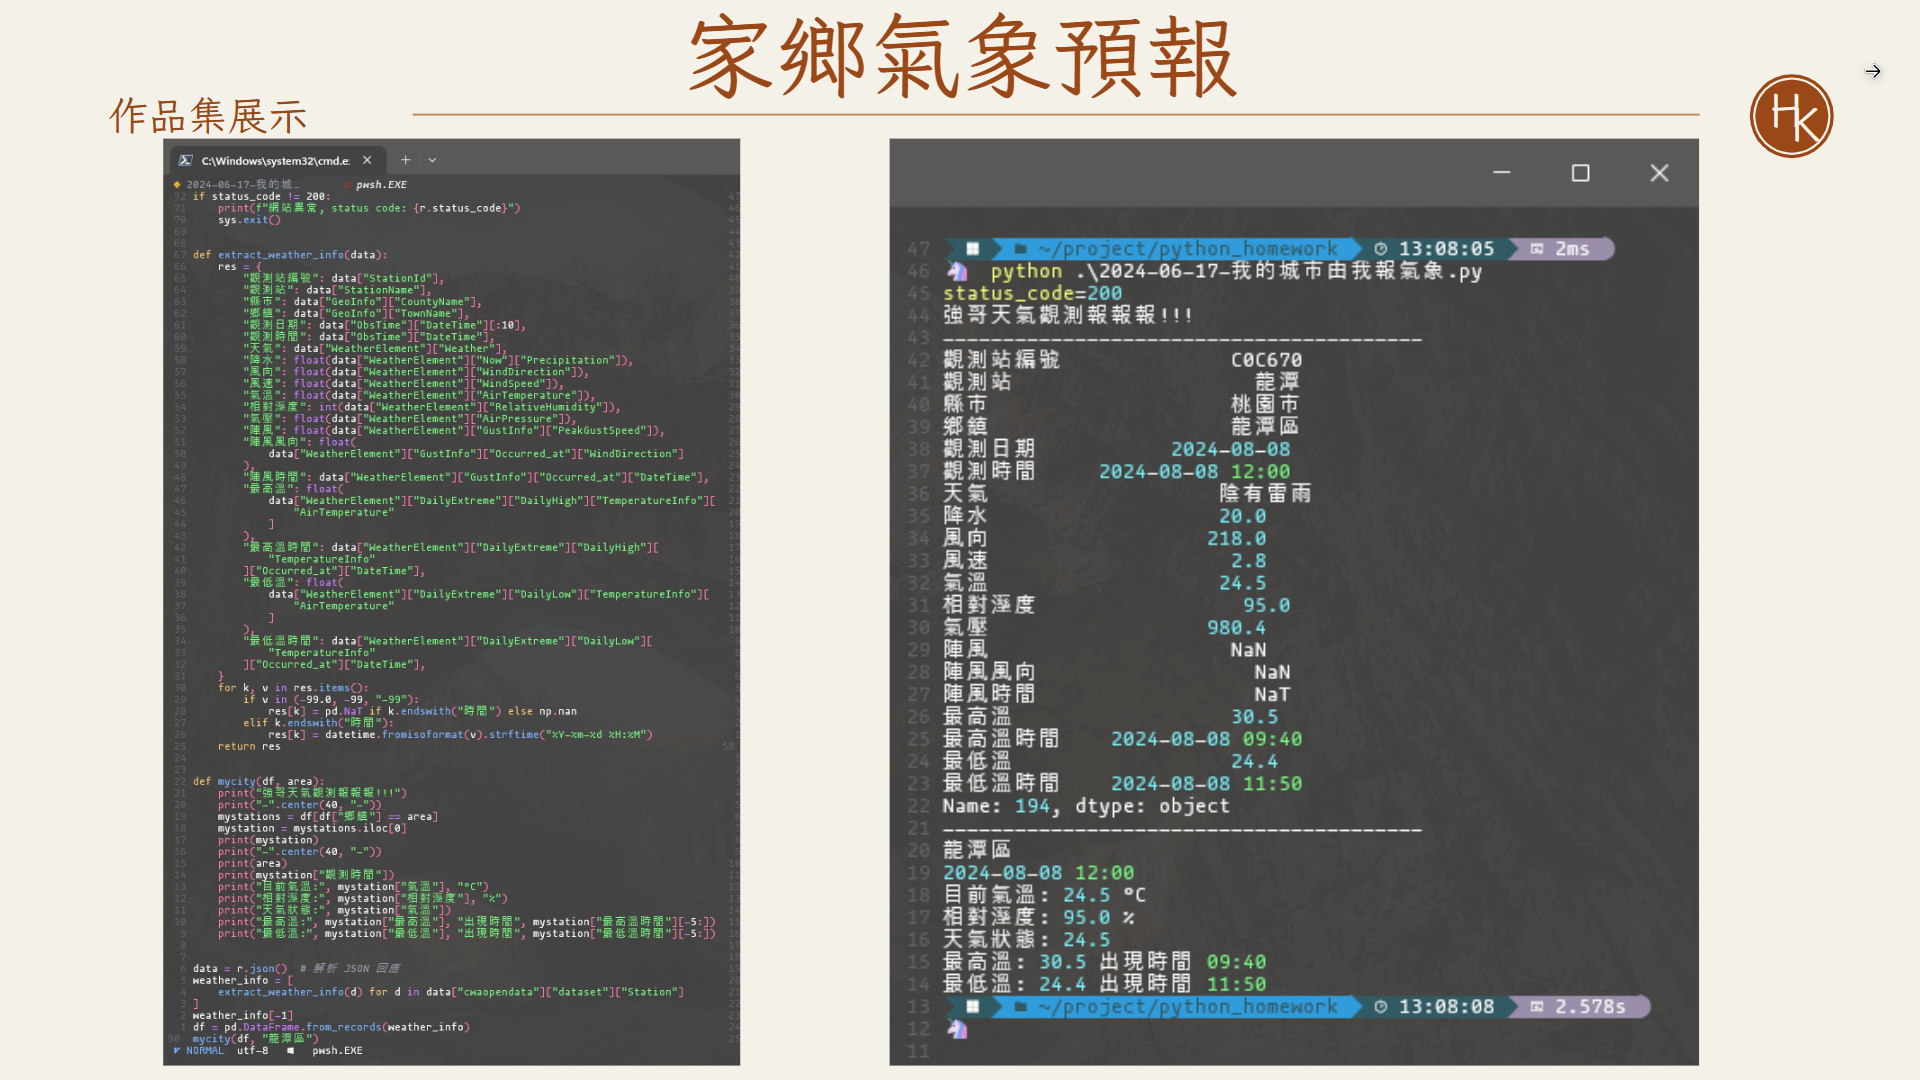 家鄉氣象預報
作品集展示
HK
C:\Windows\system32\cmd.e:
2024-06-17-我的城…
pwsh.EXE
72 if status_code != 200:
71 print(f"網站異常, status code: {r.status_code}")
70 sys.exit()
69
68
67 def extract_weather_info(data):
66 res = {
65 "觀測站編號": data["StationId"],
64 "觀測站": data["StationName"],
63 "縣市": data["GeoInfo"]["CountyName"],
62 "鄉鎮": data["GeoInfo"]["TownName"],
61 "觀測日期": data["ObsTime"]["DateTime"][:10],
60 "觀測時間": data["ObsTime"]["DateTime"],
59 "天氣": data["WeatherElement"]["Weather"],
58 "降水": float(data["WeatherElement"]["Now"]["Precipitation"]),
57 "風向": float(data["WeatherElement"]["WindDirection"]),
56 "風速": float(data["WeatherElement"]["WindSpeed"]),
55 "氣溫": float(data["WeatherElement"]["AirTemperature"]),
54 "相對溼度": int(data["WeatherElement"]["RelativeHumidity"]),
53 "氣壓": float(data["WeatherElement"]["AirPressure"]),
52 "陣風": float(data["WeatherElement"]["GustInfo"]["PeakGustSpeed"]),
51 "陣風風向": float(
50 data["WeatherElement"]["GustInfo"]["Occurred_at"]["WindDirection"]
49 ),
48 "陣風時間": data["WeatherElement"]["GustInfo"]["Occurred_at"]["DateTime"],
47 "最高溫": float(
46 data["WeatherElement"]["DailyExtreme"]["DailyHigh"]["TemperatureInfo"][
45 "AirTemperature"
44 ]
43 ),
42 "最高溫時間": data["WeatherElement"]["DailyExtreme"]["DailyHigh"][
41 "TemperatureInfo"
40 ]["Occurred_at"]["DateTime"],
39 "最低溫": float(
38 data["WeatherElement"]["DailyExtreme"]["DailyLow"]["TemperatureInfo"][
37 "AirTemperature"
36 ]
35 ),
34 "最低溫時間": data["WeatherElement"]["DailyExtreme"]["DailyLow"][
33 "TemperatureInfo"
32 ]["Occurred_at"]["DateTime"],
31 }
30 for k, v in res.items():
29 if v in (-99.0, -99, "-99"):
28 res[k] = pd.NaT if k.endswith("時間") else np.nan
27 elif k.endswith("時間"):
26 res[k] = datetime.fromisoformat(v).strftime("%Y-%m-%d %H:%M")
25 return res
24
23
22 def mycity(df, area):
21 print("強哥天氣觀測報報報!!!")
20 print("-".center(40, "-"))
19 mystations = df[df["鄉鎮"] == area]
18 mystation = mystations.iloc[0]
17 print(mystation)
16 print("-".center(40, "-"))
15 print(area)
14 print(mystation["觀測時間"])
13 print("目前氣溫:", mystation["氣溫"], "°C")
12 print("相對溼度:", mystation["相對溼度"], "%")
11 print("天氣狀態:", mystation["氣溫"])
10 print("最高溫:", mystation["最高溫"], "出現時間", mystation["最高溫時間"][-5:])
9 print("最低溫:", mystation["最低溫"], "出現時間", mystation["最低溫時間"][-5:])
8
7
6 data = r.json() # 解析 JSON 回應
5 weather_info = [
4 extract_weather_info(d) for d in data["cwaopendata"]["dataset"]["Station"]
3 ]
2 weather_info[-1]
1 df = pd.DataFrame.from_records(weather_info)
90 mycity(df, "龍潭區")
NORMAL utf-8 pwsh.EXE
47 ~/project/python_homework 13:08:05 2ms
46 python .\2024-06-17-我的城市由我報氣象.py
45 status_code=200
44 強哥天氣觀測報報報!!!
43 ----------------------------------------
42 觀測站編號 C0C670
41 觀測站 龍潭
40 縣市 桃園市
39 鄉鎮 龍潭區
38 觀測日期 2024-08-08
37 觀測時間 2024-08-08 12:00
36 天氣 陰有雷雨
35 降水 20.0
34 風向 218.0
33 風速 2.8
32 氣溫 24.5
31 相對溼度 95.0
30 氣壓 980.4
29 陣風 NaN
28 陣風風向 NaN
27 陣風時間 NaT
26 最高溫 30.5
25 最高溫時間 2024-08-08 09:40
24 最低溫 24.4
23 最低溫時間 2024-08-08 11:50
22 Name: 194, dtype: object
21 ----------------------------------------
20 龍潭區
19 2024-08-08 12:00
18 目前氣溫: 24.5 °C
17 相對溼度: 95.0 %
16 天氣狀態: 24.5
15 最高溫: 30.5 出現時間 09:40
14 最低溫: 24.4 出現時間 11:50
13 ~/project/python_homework 13:08:08 2.578s
12
11